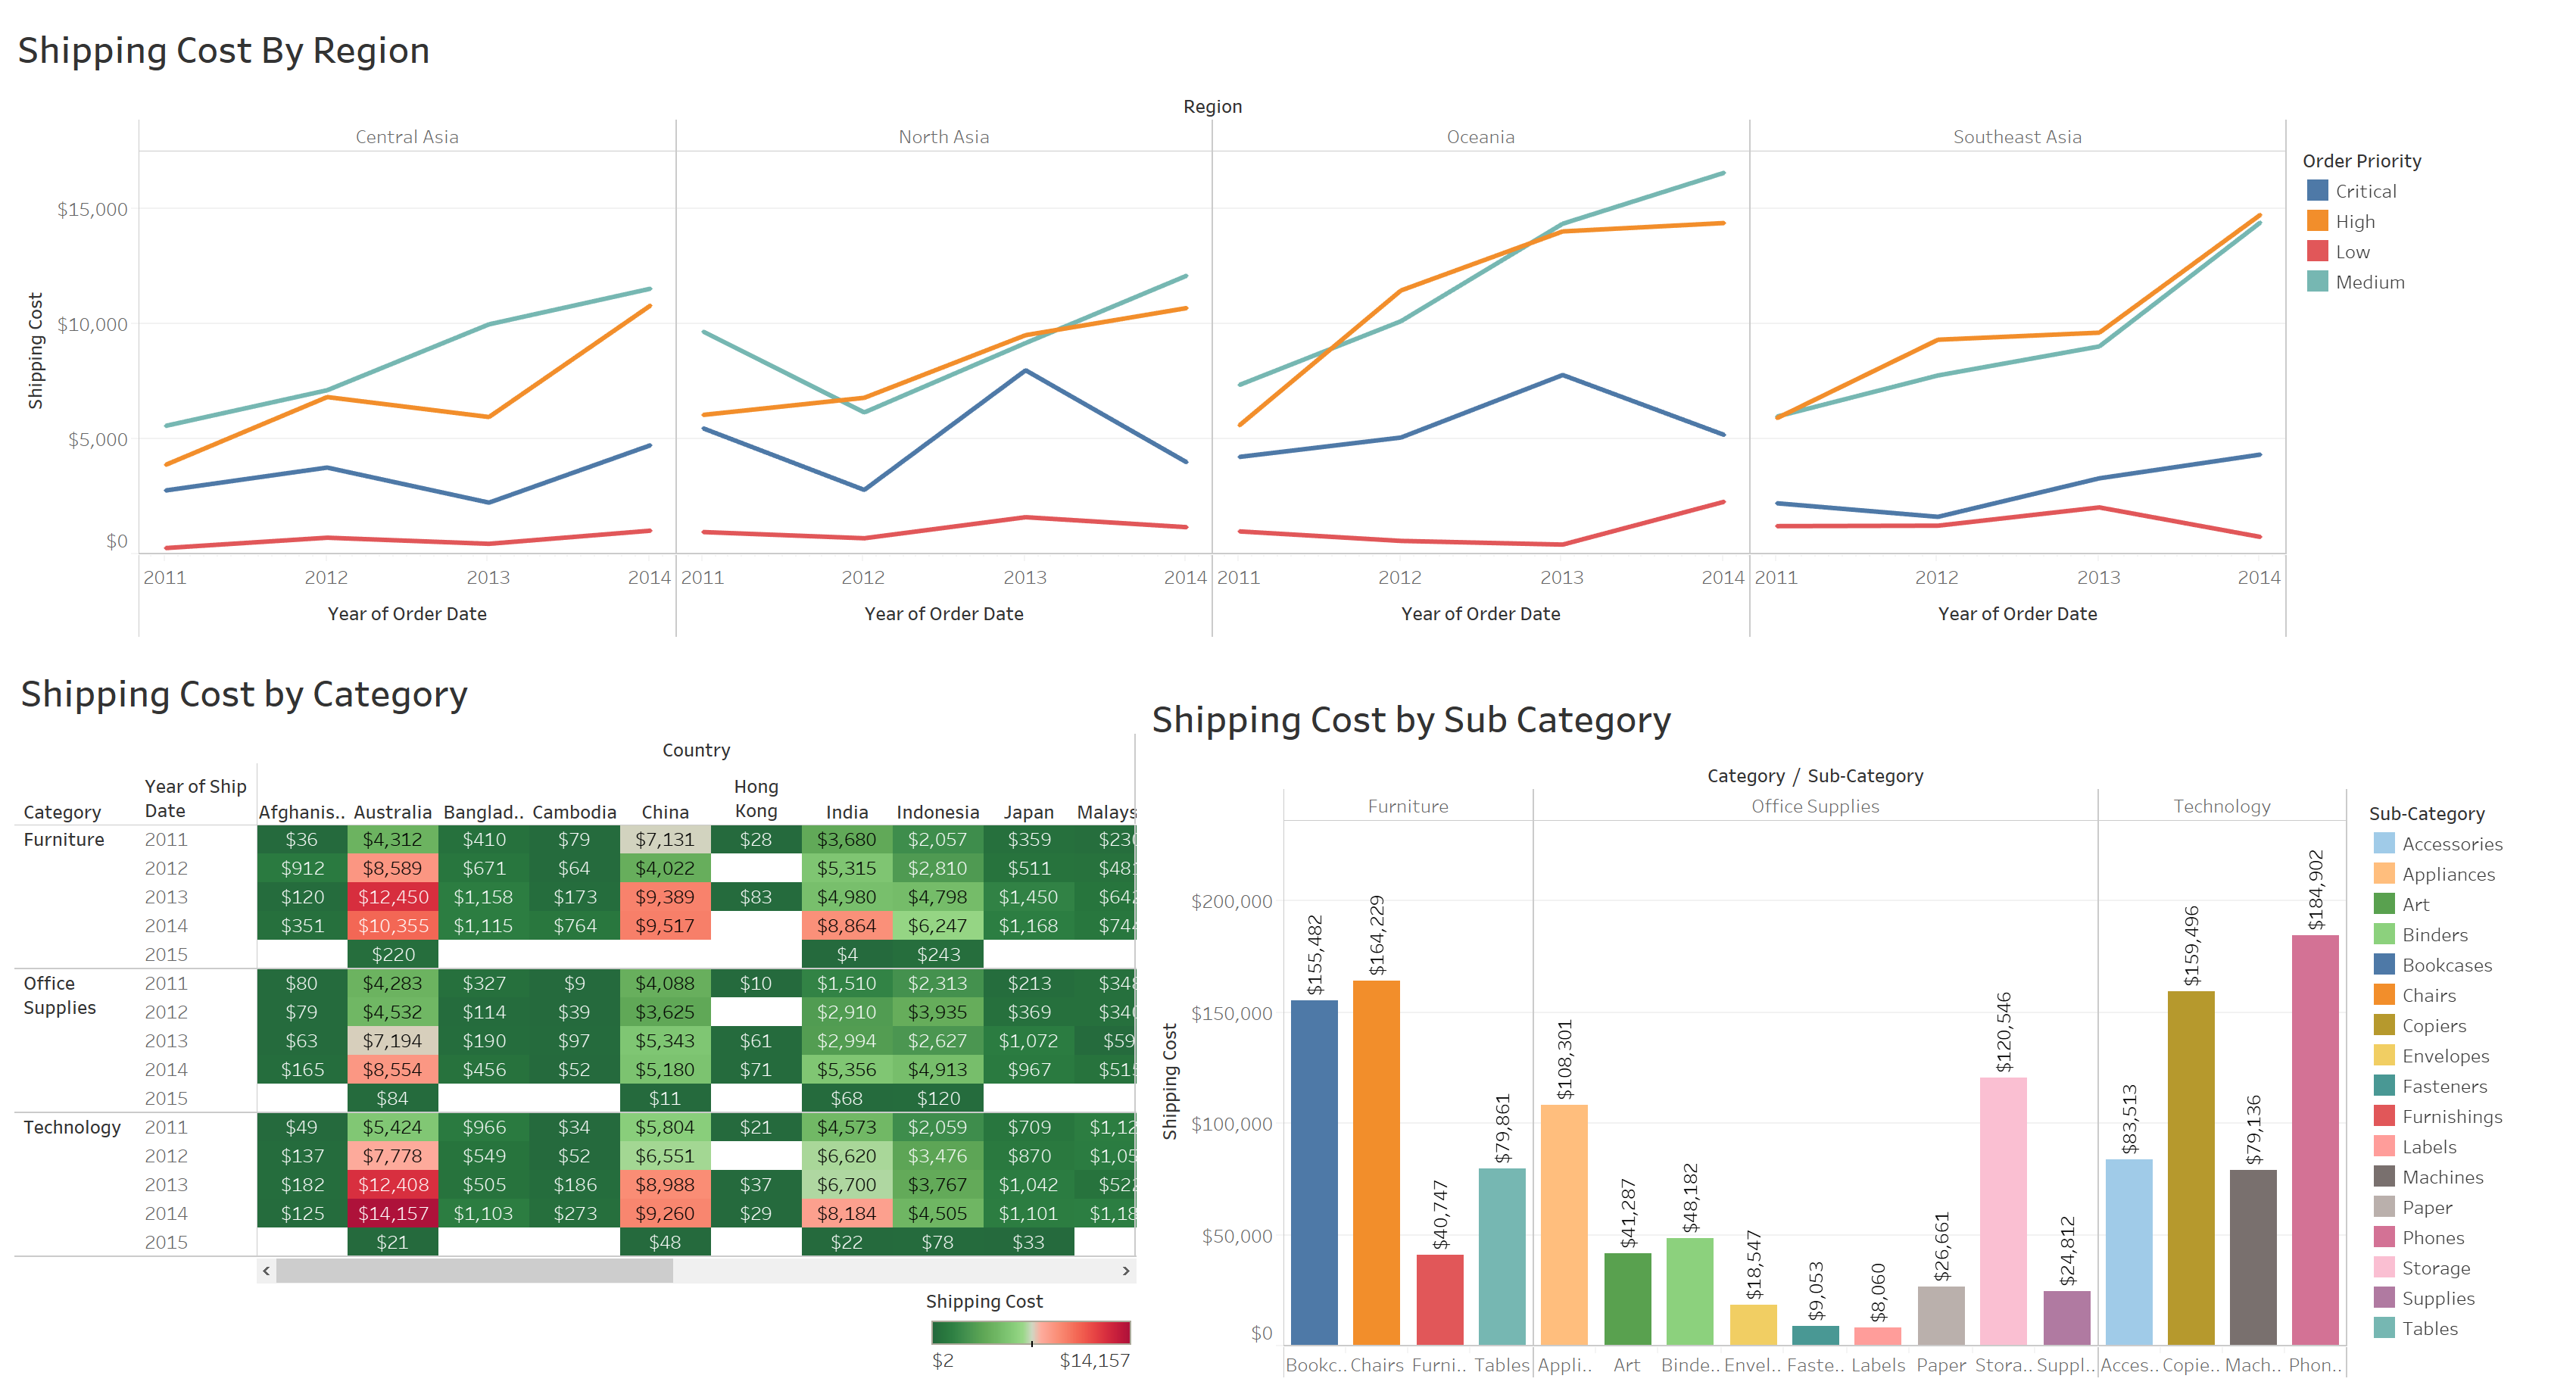 Shipping Cost By Region
Region
Central Asia North Asia Oceania Southeast Asia
Order Priority
Critical
High
Low
Medium
Shipping Cost
$15,000
$10,000
$5,000
$0
2011 2012 2013 2014 2011 2012 2013 2014 2011 2012 2013 2014 2011 2012 2013 2014
Year of Order Date Year of Order Date Year of Order Date Year of Order Date
Shipping Cost by Category
Country
Category Year of Ship Date Afghanis.. Australia Banglad.. Cambodia China Hong Kong India Indonesia Japan Malays
Furniture 2011 $36 $4,312 $410 $79 $7,131 $28 $3,680 $2,057 $359
2012 $912 $8,589 $671 $64 $4,022 $5,315 $2,810 $511
2013 $120 $12,450 $1,158 $173 $9,389 $83 $4,980 $4,798 $1,450
2014 $351 $10,355 $1,115 $764 $9,517 $8,864 $6,247 $1,168
2015 $220 $4 $243
Office Supplies 2011 $80 $4,283 $327 $9 $4,088 $10 $1,510 $2,313 $213
2012 $79 $4,532 $114 $39 $3,625 $2,910 $3,935 $369
2013 $63 $7,194 $190 $97 $5,343 $61 $2,994 $2,627 $1,072 $59
2014 $165 $8,554 $456 $52 $5,180 $71 $5,356 $4,913 $967
2015 $84 $11 $68 $120
Technology 2011 $49 $5,424 $966 $34 $5,804 $21 $4,573 $2,059 $709 $1,12
2012 $137 $7,778 $549 $52 $6,551 $6,620 $3,476 $870 $1,05
2013 $182 $12,408 $505 $186 $8,988 $37 $6,700 $3,767 $1,042
2014 $125 $14,157 $1,103 $273 $9,260 $29 $8,184 $4,505 $1,101 $1,18
2015 $21 $48 $22 $78 $33
Shipping Cost
$2 $14,157
Shipping Cost by Sub Category
Category / Sub-Category
Furniture Office Supplies Technology
Shipping Cost
$200,000
$150,000
$100,000
$50,000
$0
$155,482 $164,229 $40,747 $79,861 $108,301 $41,287 $48,182 $18,547 $9,053 $8,060 $26,661 $120,546 $24,812 $83,513 $159,496 $79,136 $184,902
Bookc.. Chairs Furni.. Tables Appli.. Art Binde.. Envel.. Faste.. Labels Paper Stora.. Suppl.. Acces.. Copie.. Mach.. Phon..
Sub-Category
Accessories
Appliances
Art
Binders
Bookcases
Chairs
Copiers
Envelopes
Fasteners
Furnishings
Labels
Machines
Paper
Phones
Storage
Supplies
Tables